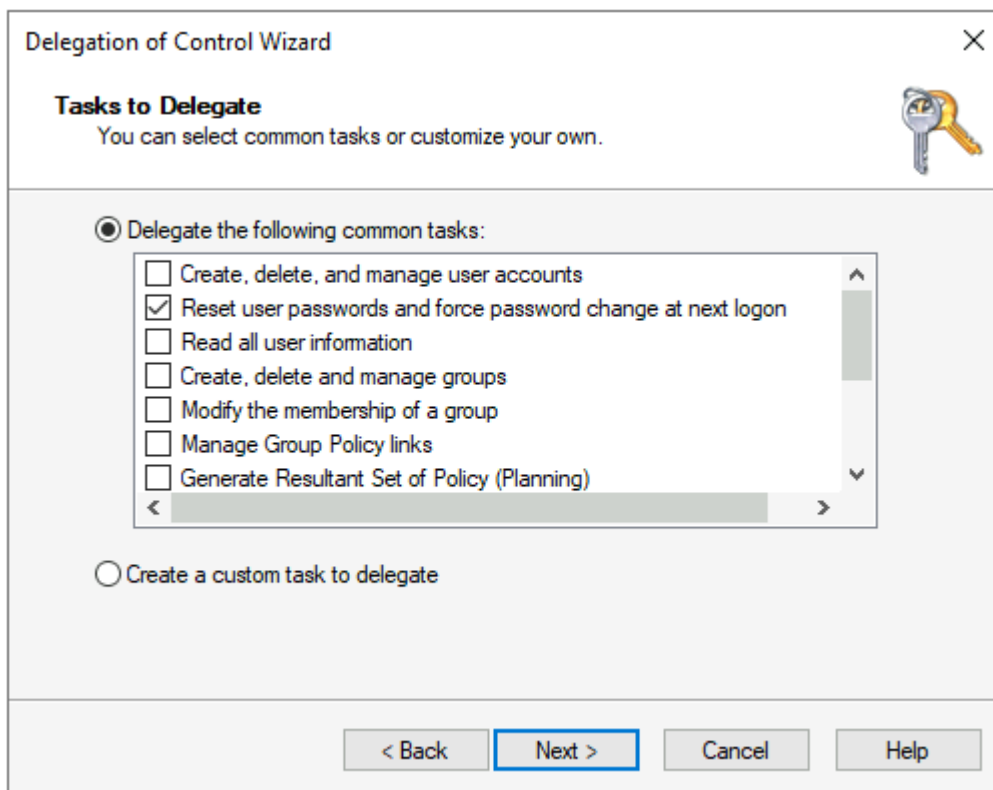 Delegation of Control Wizard
Tasks to Delegate
You can select common tasks or customize your own.
Delegate the following common tasks:
Create, delete, and manage user accounts
Reset user passwords and force password change at next logon
Read all user information
Create, delete and manage groups
Modify the membership of a group
Manage Group Policy links
Generate Resultant Set of Policy (Planning)
Create a custom task to delegate
< Back Next > Cancel Help